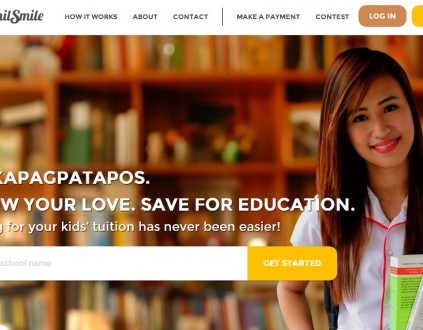 HOW IT WORKS ABOUT CONTACT MAKE A PAYMENT CONTEST LOG IN
KAPAGPATAPOS.
YOUR LOVE. SAVE FOR EDUCATION.
for your kids' tuition has never been easier!
school name GET STARTED